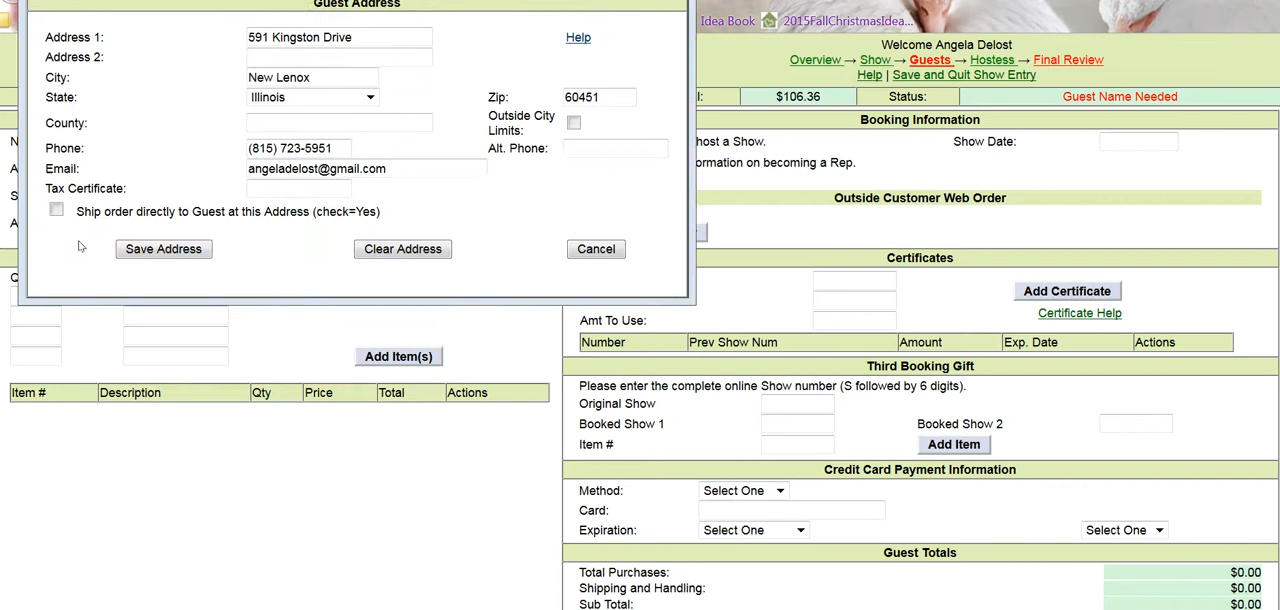 Guest Address
Address 1: 591 Kingston Drive Help
Address 2:
City: New Lenox
State: Illinois Zip: 60451
County: Outside City Limits:
Phone: (815) 723-5951 Alt. Phone:
Email: angeladelost@gmail.com
Tax Certificate:
Ship order directly to Guest at this Address (check=Yes)
Save Address Clear Address Cancel
Idea Book 2015FallChristmasIdea...
Welcome Angela Delost
Overview → Show → Guests → Hostess → Final Review
Help | Save and Quit Show Entry
l: $106.36 Status: Guest Name Needed
Booking Information
host a Show. Show Date:
ormation on becoming a Rep.
Outside Customer Web Order
Certificates
Add Certificate
Amt To Use: Certificate Help
Number Prev Show Num Amount Exp. Date Actions
Third Booking Gift
Please enter the complete online Show number (S followed by 6 digits).
Original Show
Booked Show 1 Booked Show 2
Item # Add Item
Credit Card Payment Information
Method: Select One
Card:
Expiration: Select One Select One
Guest Totals
Total Purchases: $0.00
Shipping and Handling: $0.00
Sub Total: $0.00
Add Item(s)
Item # Description Qty Price Total Actions